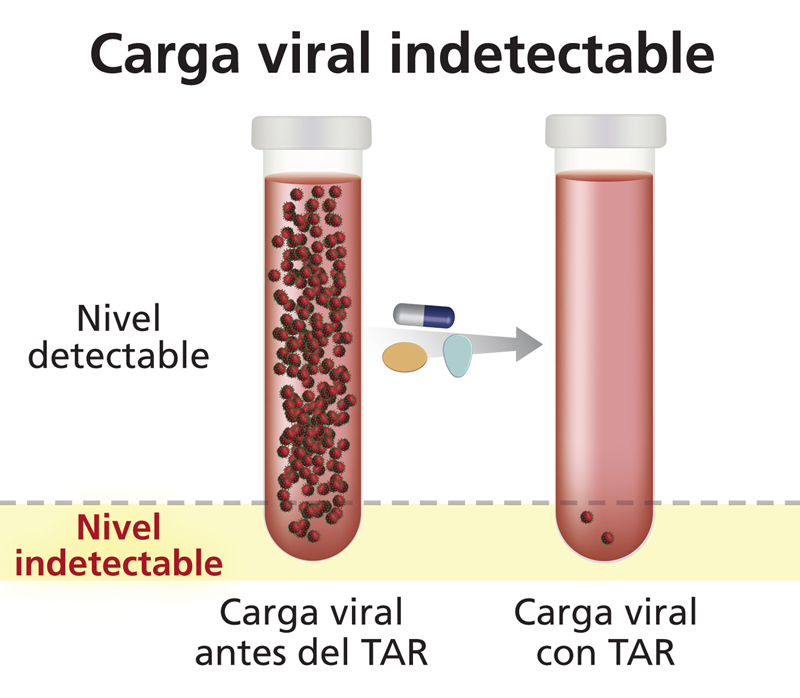 Carga viral indetectable
Nivel
detectable
Nivel
indetectable
Carga viral
antes del TAR
Carga viral
con TAR